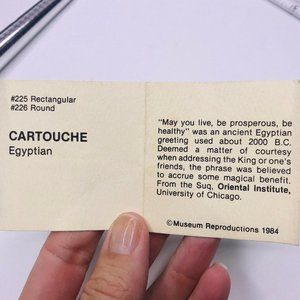 #225 Rectangular
#226 Round
CARTOUCHE
Egyptian
"May you live, be prosperous, be
healthy" was an ancient Egyptian
greeting used about 2000 B.C.
Deemed a matter of courtesy
when addressing the King or one's
friends, the phrase was believed
to accrue some magical benefit.
From the Suq, Oriental Institute,
University of Chicago.
©Museum Reproductions 1984